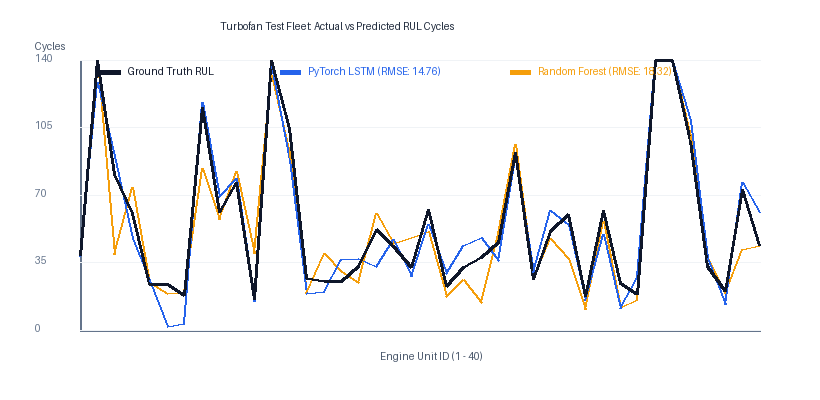 Turbofan Test Fleet: Actual vs Predicted RUL Cycles
Cycles
140
Ground Truth RUL
PyTorch LSTM (RMSE: 14.76)
Random Forest (RMSE: 18.32)
105
70
35
0
Engine Unit ID (1 - 40)